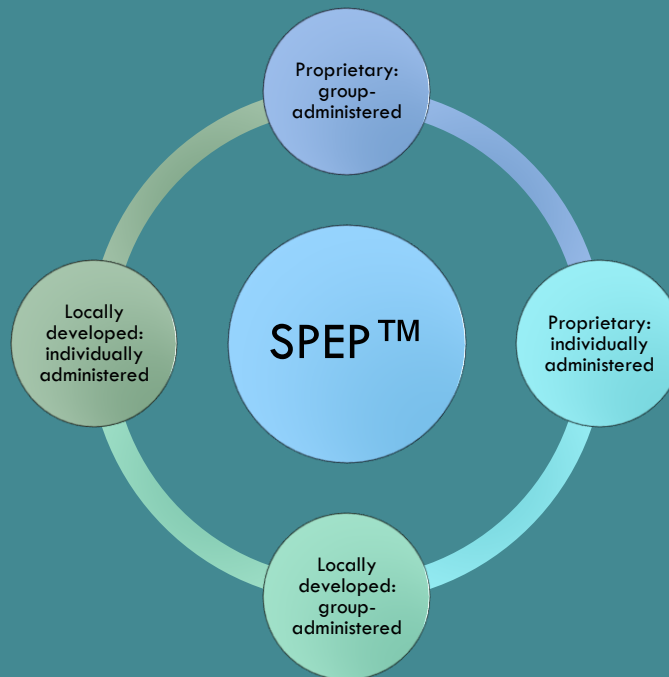 Proprietary:
group-
administered
Locally
developed:
individually
administered
SPEP™
Proprietary:
individually
administered
Locally
developed:
group-
administered